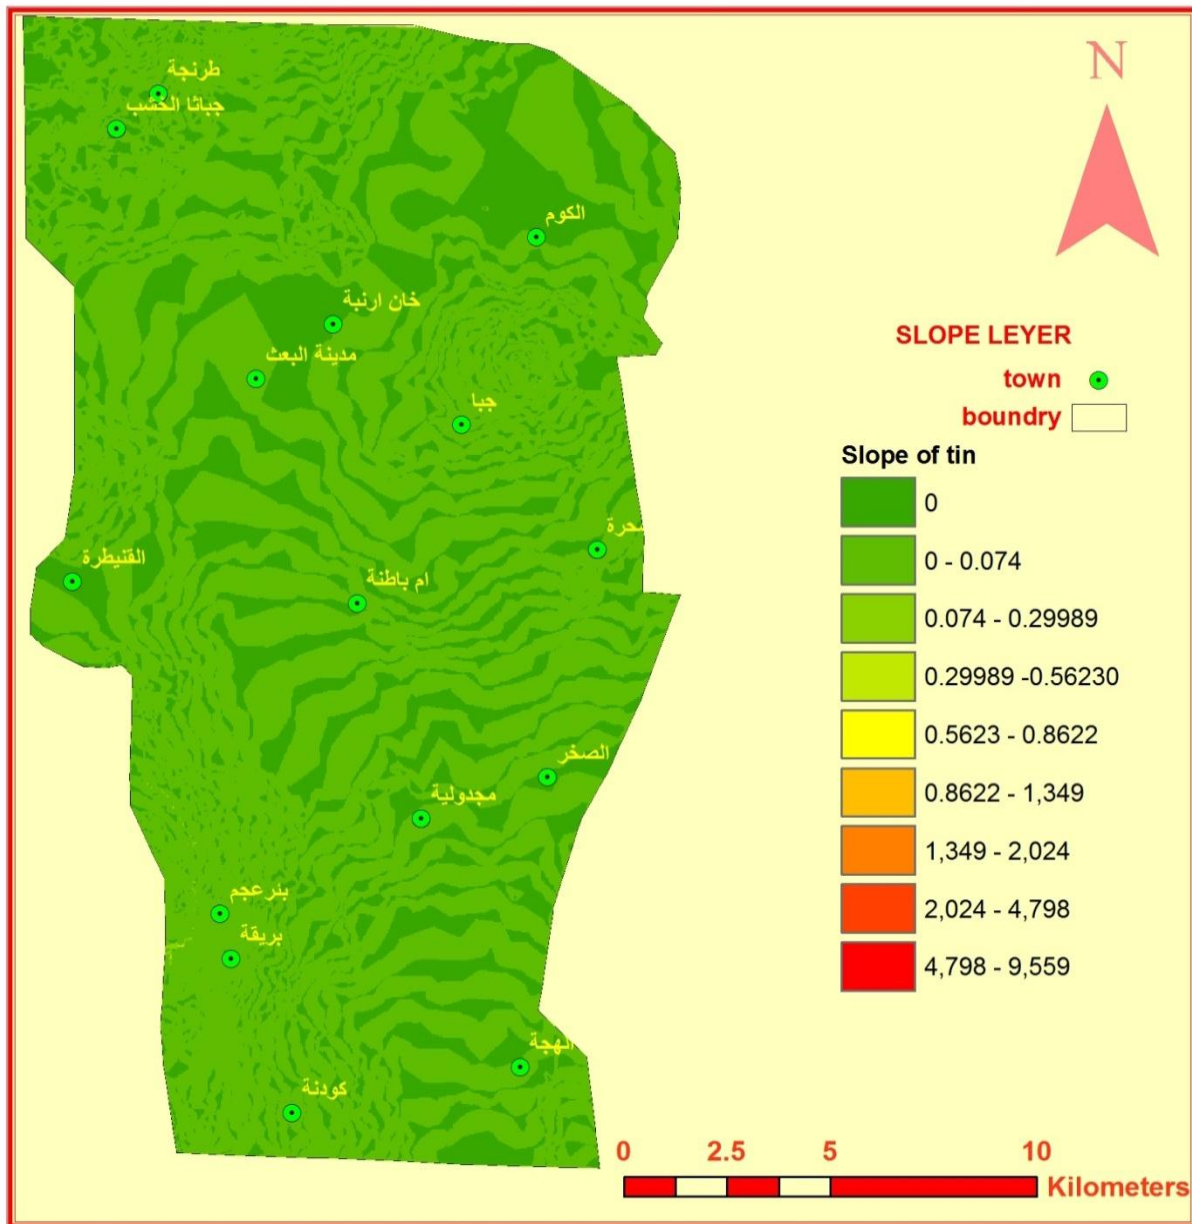 طرنجة
جباثا الخشب
N
الكوم
خان ارنبة
مدينة البعث
جبا
SLOPE LEYER
town
boundry
Slope of tin
0
0 - 0.074
0.074 - 0.29989
0.29989 -0.56230
0.5623 - 0.8622
0.8622 - 1,349
1,349 - 2,024
2,024 - 4,798
4,798 - 9,559
القنيطرة
ام باطنة
الصخر
مجدولية
بئرعجم
بريقة
الهجة
كودنة
0 2.5 5 10
Kilometers